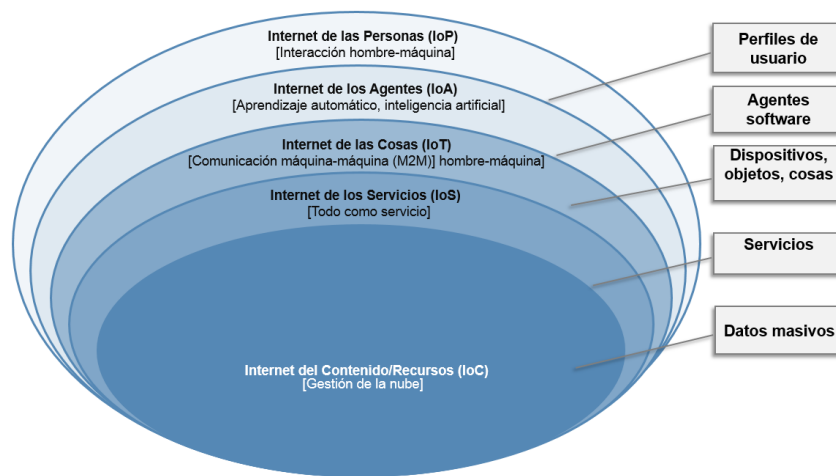 Internet de las Personas (IoP)
[Interacción hombre-máquina]
Internet de los Agentes (IoA)
[Aprendizaje automático, inteligencia artificial]
Internet de las Cosas (IoT)
[Comunicación máquina-máquina (M2M)] hombre-máquina]
Internet de los Servicios (IoS)
[Todo como servicio]
Internet del Contenido/Recursos (IoC)
[Gestión de la nube]
Perfiles de
usuario
Agentes
software
Dispositivos,
objetos, cosas
Servicios
Datos masivos